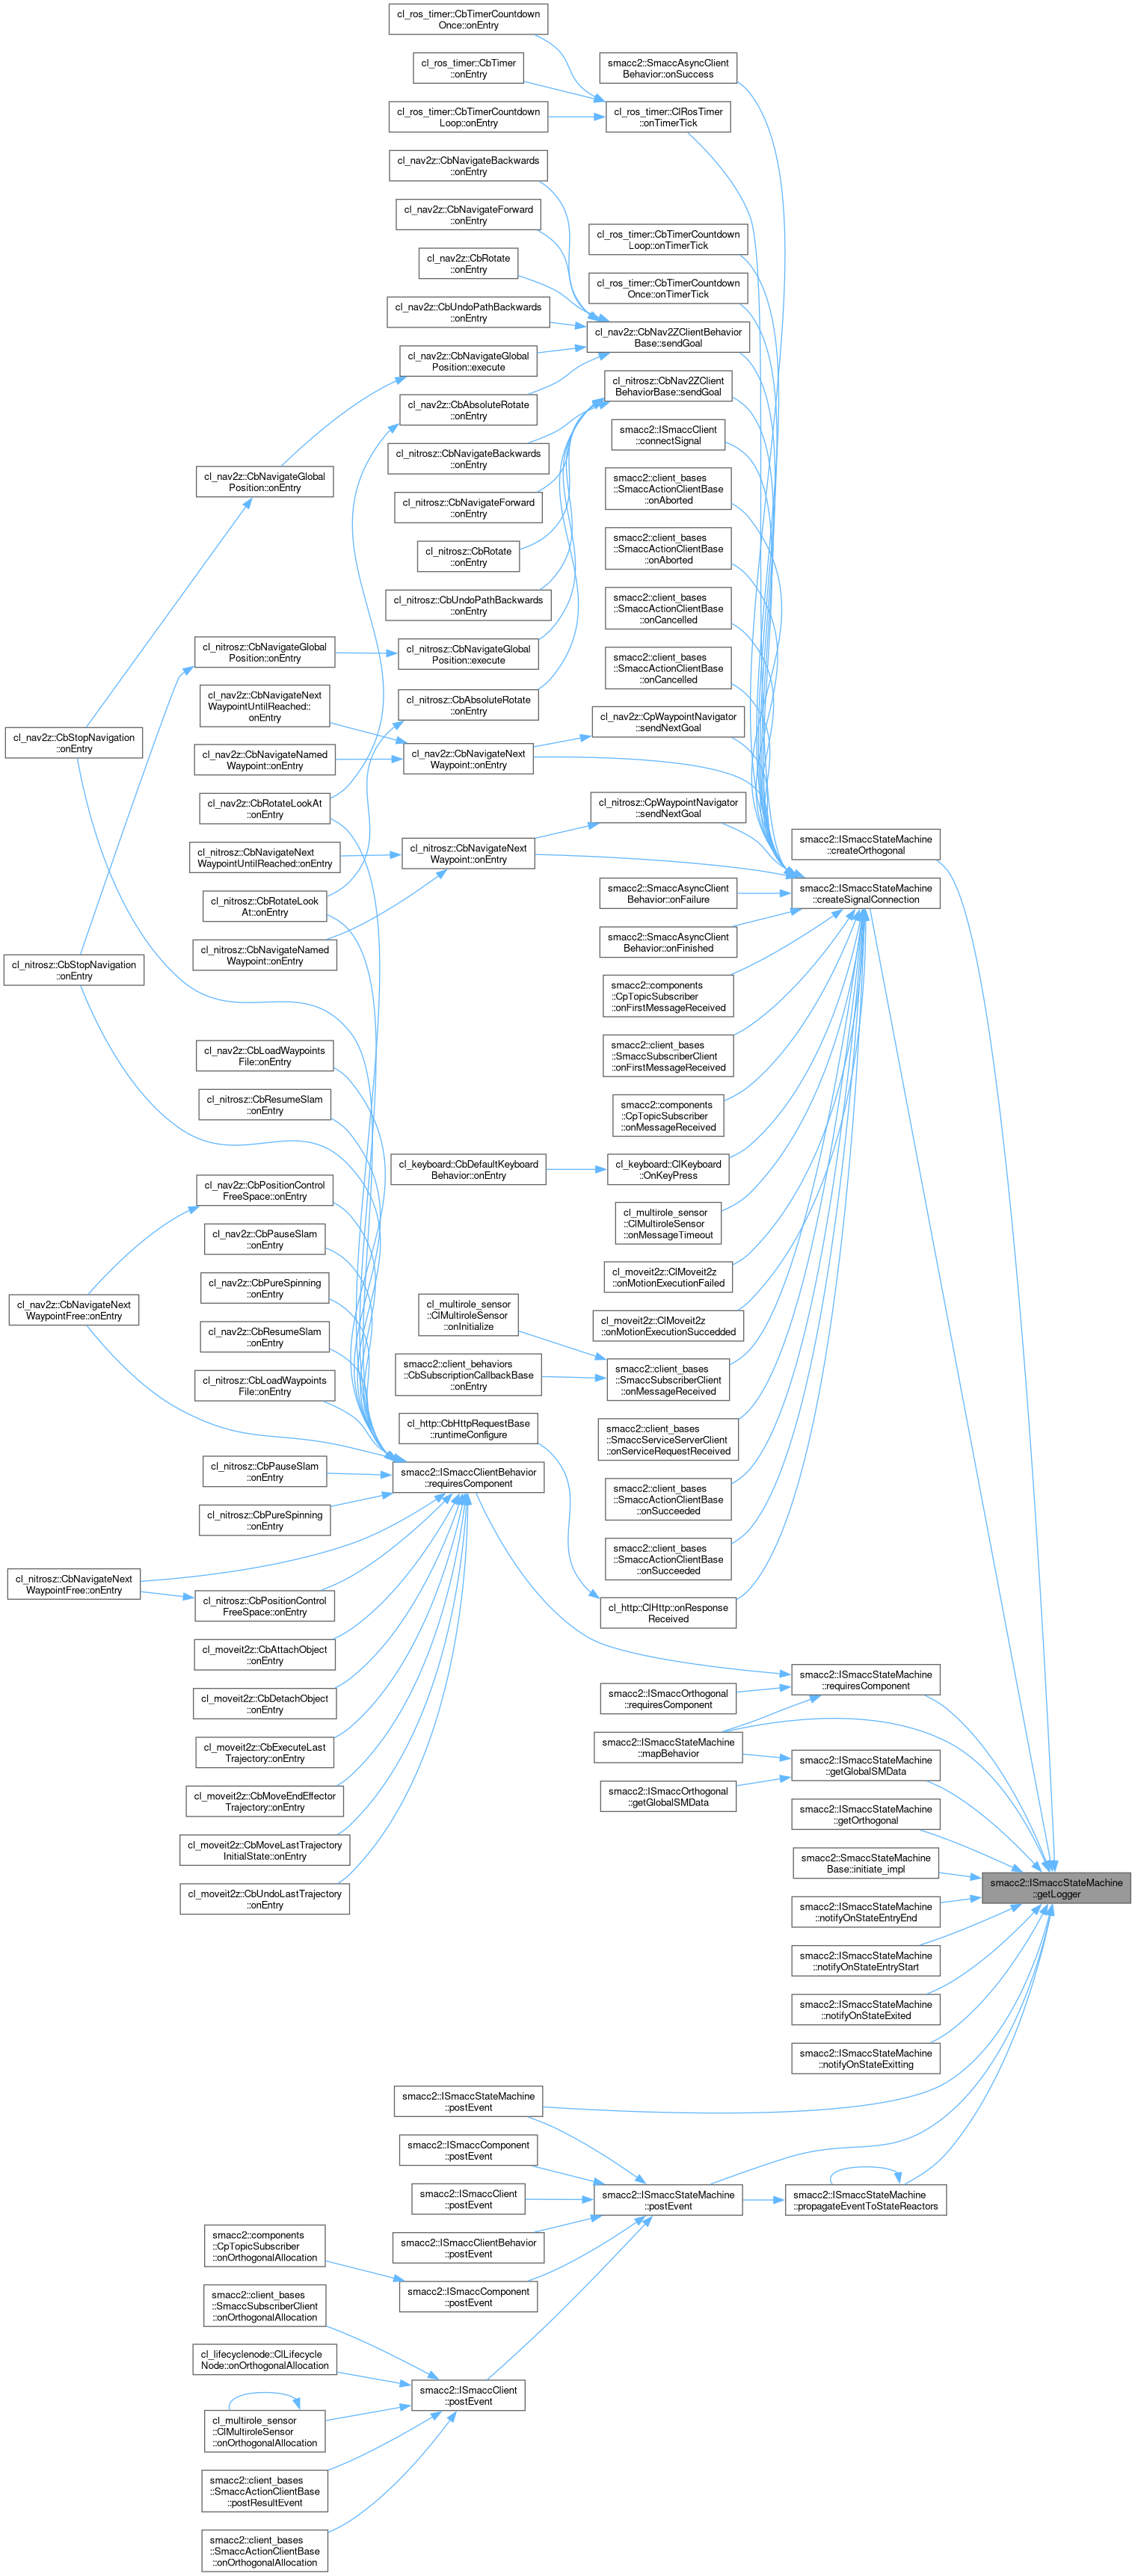 cl_ros_timer::CbTimerCountdown
Once::onEntry
cl_ros_timer::CbTimer
::onEntry
smacc2::SmaccAsyncClient
Behavior::onSuccess
cl_ros_timer::CbTimerCountdown
Loop::onEntry
cl_ros_timer::ClRosTimer
::onTimerTick
cl_nav2z::CbNavigateBackwards
::onEntry
cl_nav2z::CbNavigateForward
::onEntry
cl_ros_timer::CbTimerCountdown
Loop::onTimerTick
cl_nav2z::CbRotate
::onEntry
cl_ros_timer::CbTimerCountdown
Once::onTimerTick
cl_nav2z::CbUndoPathBackwards
::onEntry
cl_nav2z::CbNav2ZClientBehavior
Base::sendGoal
cl_nav2z::CbNavigateGlobal
Position::execute
cl_nitrosz::CbNav2ZClient
BehaviorBase::sendGoal
cl_nav2z::CbAbsoluteRotate
::onEntry
smacc2::ISmaccClient
::connectSignal
cl_nitrosz::CbNavigateBackwards
::onEntry
cl_nav2z::CbNavigateGlobal
Position::onEntry
smacc2::client_bases
::SmaccActionClientBase
::onAborted
cl_nitrosz::CbNavigateForward
::onEntry
smacc2::client_bases
::SmaccActionClientBase
::onAborted
cl_nitrosz::CbRotate
::onEntry
cl_nitrosz::CbUndoPathBackwards
::onEntry
smacc2::client_bases
::SmaccActionClientBase
::onCancelled
cl_nitrosz::CbNavigateGlobal
Position::onEntry
cl_nitrosz::CbNavigateGlobal
Position::execute
smacc2::client_bases
::SmaccActionClientBase
::onCancelled
cl_nav2z::CbNavigateNext
WaypointUntilReached::
onEntry
cl_nitrosz::CbAbsoluteRotate
::onEntry
cl_nav2z::CpWaypointNavigator
::sendNextGoal
cl_nav2z::CbStopNavigation
::onEntry
cl_nav2z::CbNavigateNamed
Waypoint::onEntry
cl_nav2z::CbNavigateNext
Waypoint::onEntry
cl_nav2z::CbRotateLookAt
::onEntry
cl_nitrosz::CpWaypointNavigator
::sendNextGoal
cl_nitrosz::CbNavigateNext
WaypointUntilReached::onEntry
cl_nitrosz::CbNavigateNext
Waypoint::onEntry
smacc2::ISmaccStateMachine
::createOrthogonal
cl_nitrosz::CbRotateLook
At::onEntry
smacc2::SmaccAsyncClient
Behavior::onFailure
smacc2::ISmaccStateMachine
::createSignalConnection
cl_nitrosz::CbNavigateNamed
Waypoint::onEntry
smacc2::SmaccAsyncClient
Behavior::onFinished
cl_nitrosz::CbStopNavigation
::onEntry
smacc2::components
::CpTopicSubscriber
::onFirstMessageReceived
cl_nav2z::CbLoadWaypoints
File::onEntry
smacc2::client_bases
::SmaccSubscriberClient
::onFirstMessageReceived
cl_nitrosz::CbResumeSlam
::onEntry
smacc2::components
::CpTopicSubscriber
::onMessageReceived
cl_keyboard::CbDefaultKeyboard
Behavior::onEntry
cl_keyboard::ClKeyboard
::OnKeyPress
cl_nav2z::CbPositionControl
FreeSpace::onEntry
cl_nav2z::CbPauseSlam
::onEntry
cl_multirole_sensor
::ClMultiroleSensor
::onMessageTimeout
cl_nav2z::CbPureSpinning
::onEntry
cl_moveit2z::ClMoveit2z
::onMotionExecutionFailed
cl_nav2z::CbNavigateNext
WaypointFree::onEntry
cl_multirole_sensor
::ClMultiroleSensor
::onInitialize
cl_moveit2z::ClMoveit2z
::onMotionExecutionSuccedded
cl_nav2z::CbResumeSlam
::onEntry
smacc2::client_behaviors
::CbSubscriptionCallbackBase
::onEntry
smacc2::client_bases
::SmaccSubscriberClient
::onMessageReceived
cl_nitrosz::CbLoadWaypoints
File::onEntry
cl_http::CbHttpRequestBase
::runtimeConfigure
smacc2::client_bases
::SmaccServiceServerClient
::onServiceRequestReceived
cl_nitrosz::CbPauseSlam
::onEntry
smacc2::ISmaccClientBehavior
::requiresComponent
smacc2::client_bases
::SmaccActionClientBase
::onSucceeded
cl_nitrosz::CbPureSpinning
::onEntry
smacc2::client_bases
::SmaccActionClientBase
::onSucceeded
cl_nitrosz::CbNavigateNext
WaypointFree::onEntry
cl_nitrosz::CbPositionControl
FreeSpace::onEntry
cl_http::ClHttp::onResponse
Received
cl_moveit2z::CbAttachObject
::onEntry
smacc2::ISmaccStateMachine
::requiresComponent
cl_moveit2z::CbDetachObject
::onEntry
smacc2::ISmaccOrthogonal
::requiresComponent
cl_moveit2z::CbExecuteLast
Trajectory::onEntry
smacc2::ISmaccStateMachine
::mapBehavior
smacc2::ISmaccStateMachine
::getGlobalSMData
cl_moveit2z::CbMoveEndEffector
Trajectory::onEntry
smacc2::ISmaccOrthogonal
::getGlobalSMData
smacc2::ISmaccStateMachine
::getOrthogonal
cl_moveit2z::CbMoveLastTrajectory
InitialState::onEntry
smacc2::SmaccStateMachine
Base::initiate_impl
cl_moveit2z::CbUndoLastTrajectory
::onEntry
smacc2::ISmaccStateMachine
::getLogger
smacc2::ISmaccStateMachine
::notifyOnStateEntryEnd
smacc2::ISmaccStateMachine
::notifyOnStateEntryStart
smacc2::ISmaccStateMachine
::notifyOnStateExited
smacc2::ISmaccStateMachine
::notifyOnStateExitting
smacc2::ISmaccStateMachine
::postEvent
smacc2::ISmaccComponent
::postEvent
smacc2::ISmaccClient
::postEvent
smacc2::ISmaccStateMachine
::postEvent
smacc2::ISmaccStateMachine
::propagateEventToStateReactors
smacc2::ISmaccClientBehavior
::postEvent
smacc2::components
::CpTopicSubscriber
::onOrthogonalAllocation
smacc2::ISmaccComponent
::postEvent
smacc2::client_bases
::SmaccSubscriberClient
::onOrthogonalAllocation
cl_lifecyclenode::ClLifecycle
Node::onOrthogonalAllocation
smacc2::ISmaccClient
::postEvent
cl_multirole_sensor
::ClMultiroleSensor
::onOrthogonalAllocation
smacc2::client_bases
::SmaccActionClientBase
::postResultEvent
smacc2::client_bases
::SmaccActionClientBase
::onOrthogonalAllocation